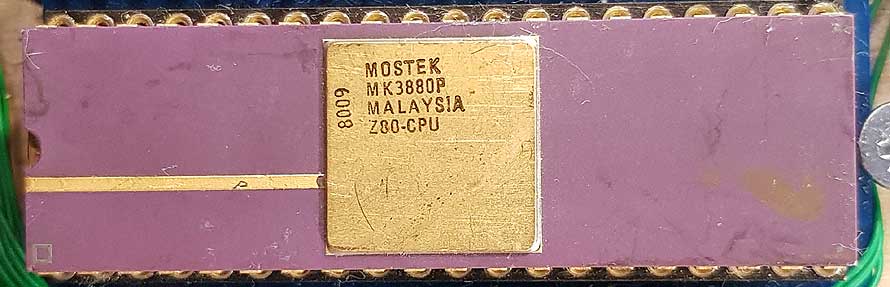 MOSTEK
MK3880P
MALAYSIA
Z80-CPU
8009